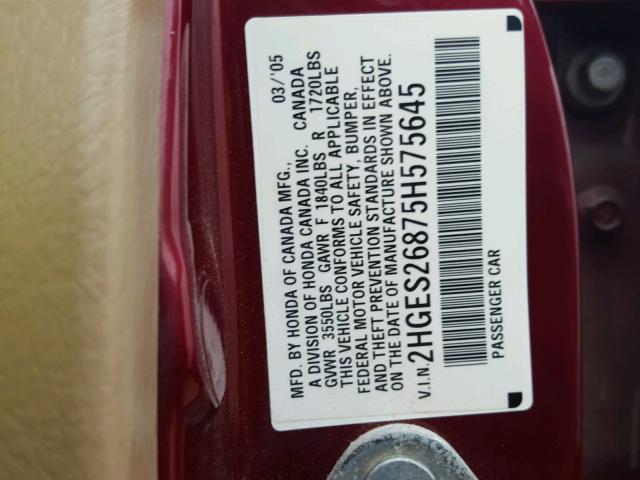 MFD. BY HONDA OF CANADA MFG., 03/'05
A DIVISION OF HONDA CANADA INC. CANADA
GVWR 3550LBS GAWR F 1840LBS R 1720LBS
THIS VEHICLE CONFORMS TO ALL APPLICABLE
FEDERAL MOTOR VEHICLE SAFETY, BUMPER,
AND THEFT PREVENTION STANDARDS IN EFFECT
ON THE DATE OF MANUFACTURE SHOWN ABOVE.
V.I.N. 2HGES26875H575645
PASSENGER CAR